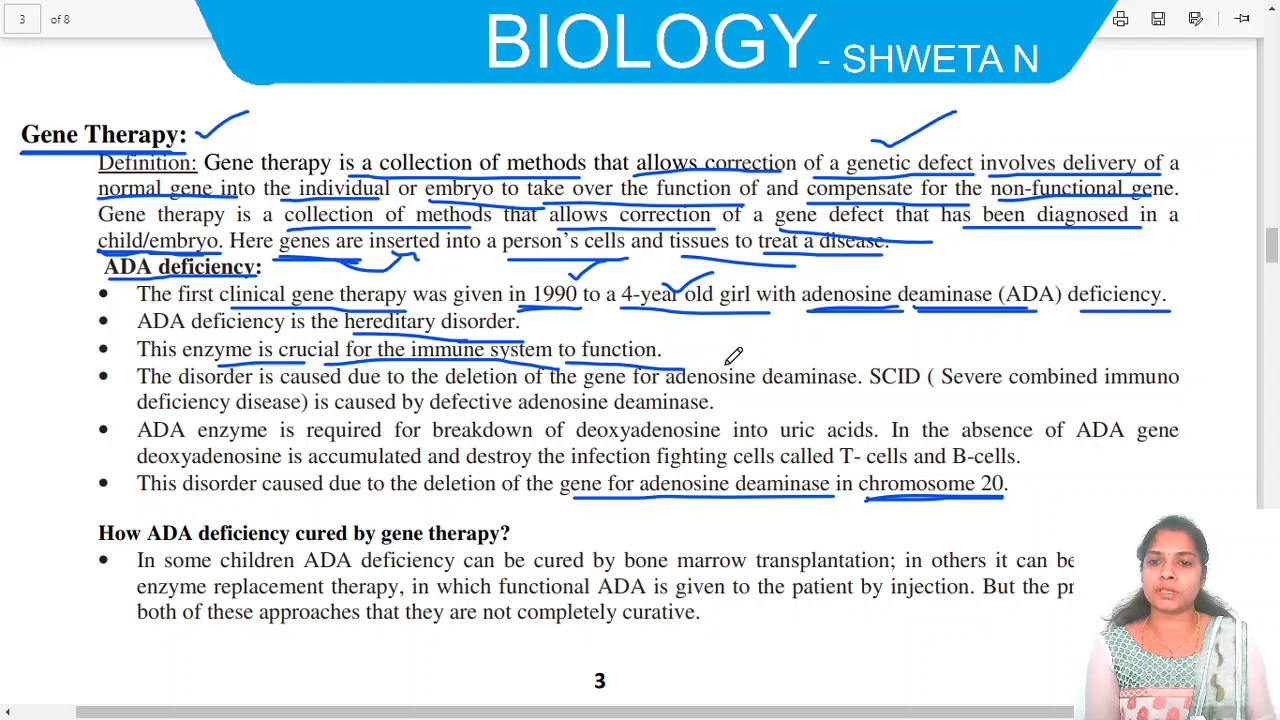 3 of 8
BIOLOGY - SHWETA N
Gene Therapy:
Definition: Gene therapy is a collection of methods that allows correction of a genetic defect involves delivery of a
normal gene into the individual or embryo to take over the function of and compensate for the non-functional gene.
Gene therapy is a collection of methods that allows correction of a gene defect that has been diagnosed in a
child/embryo. Here genes are inserted into a person's cells and tissues to treat a disease.
ADA deficiency:
• The first clinical gene therapy was given in 1990 to a 4-year old girl with adenosine deaminase (ADA) deficiency.
• ADA deficiency is the hereditary disorder.
• This enzyme is crucial for the immune system to function.
• The disorder is caused due to the deletion of the gene for adenosine deaminase. SCID ( Severe combined immuno
deficiency disease) is caused by defective adenosine deaminase.
• ADA enzyme is required for breakdown of deoxyadenosine into uric acids. In the absence of ADA gene
deoxyadenosine is accumulated and destroy the infection fighting cells called T- cells and B-cells.
• This disorder caused due to the deletion of the gene for adenosine deaminase in chromosome 20.
How ADA deficiency cured by gene therapy?
• In some children ADA deficiency can be cured by bone marrow transplantation; in others it can be
enzyme replacement therapy, in which functional ADA is given to the patient by injection. But the
both of these approaches that they are not completely curative.
3